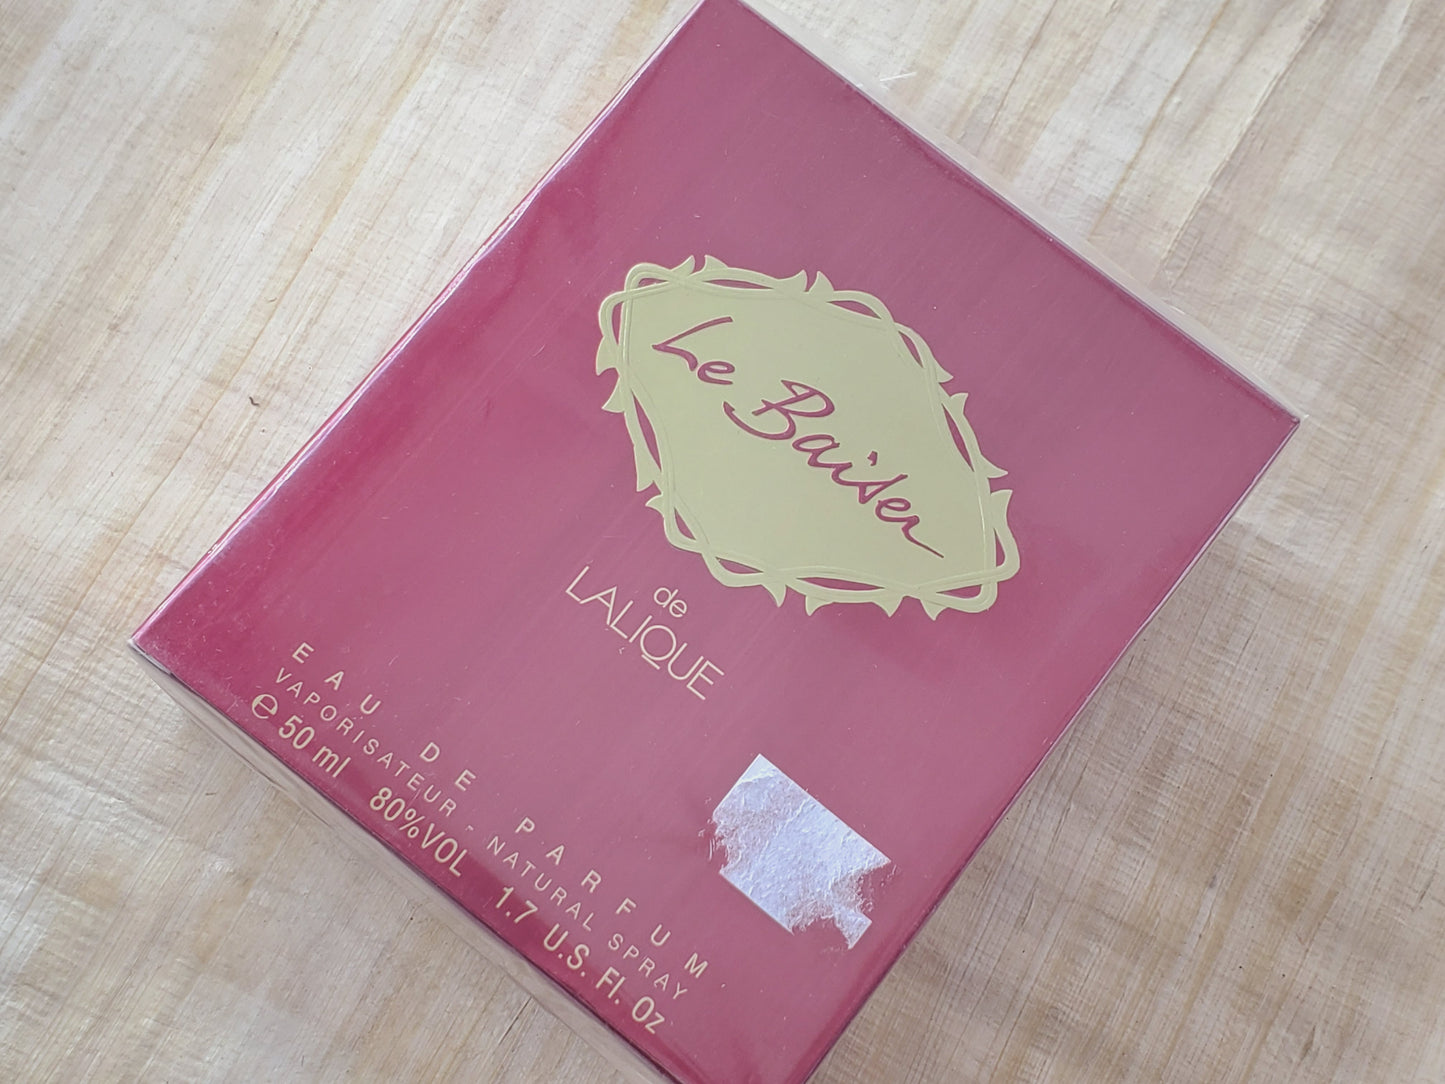 Le Baiser
de
LALIQUE
EAU DE PARFUM
VAPORISATEUR - NATURAL SPRAY
℮ 50 ml 80%VOL 1.7 U.S. Fl. Oz